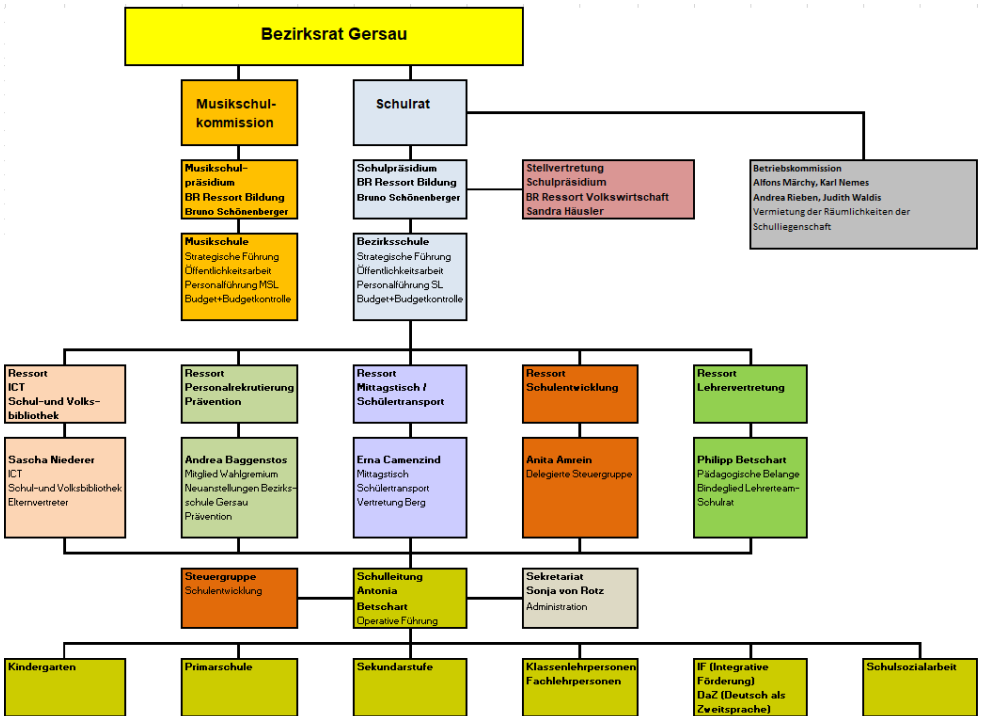 Bezirksrat Gersau
Musikschul-
kommission
Schulrat
Musikschul-
präsidium
BR Ressort Bildung
Bruno Schönenberger
Schulpräsidium
BR Ressort Bildung
Bruno Schönenberger
Stellvertretung
Schulpräsidium
BR Ressort Volkswirtschaft
Sandra Häusler
Betriebskommission
Alfons Märchy, Karl Nemes
Andrea Rieben, Judith Waldis
Vermietung der Räumlichkeiten der
Schulliegenschaft
Musikschule
Strategische Führung
Öffentlichkeitsarbeit
Personalführung MSL
Budget+Budgetkontrolle
Bezirksschule
Strategische Führung
Öffentlichkeitsarbeit
Personalführung SL
Budget+Budgetkontrolle
Ressort
ICT
Schul-und Volks-
bibliothek
Ressort
Personalrekrutierung
Prävention
Ressort
Mittagstisch /
Schülertransport
Ressort
Schulentwicklung
Ressort
Lehrervertretung
Sascha Niederer
ICT
Schul-und Volksbibliothek
Elternvertreter
Andrea Baggenstos
Mitglied Wahlgremium
Neuanstellungen Bezirks-
schule Gersau
Prävention
Erna Camenzind
Mittagstisch
Schülertransport
Vertretung Berg
Anita Amrein
Delegierte Steuergruppe
Philipp Betschart
Pädagogische Belange
Bindeglied Lehrerteam-
Schulrat
Steuergruppe
Schulentwicklung
Schulleitung
Antonia
Betschart
Operative Führung
Sekretariat
Sonja von Rotz
Administration
Kindergarten
Primarschule
Sekundarstufe
Klassenlehrpersonen
Fachlehrpersonen
IF (Integrative
Förderung)
DaZ (Deutsch als
Zweitsprache)
Schulsozialarbeit